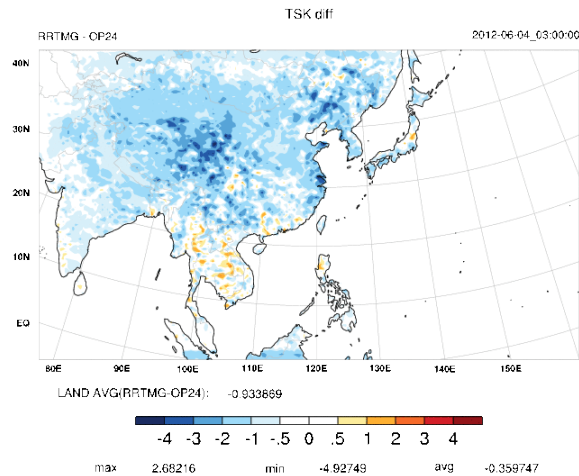 TSK diff
RRTMG - OP24 2012-06-04_03:00:00
40N
30N
20N
10N
EQ
80E 90E 100E 110E 120E 130E 140E 150E
LAND AVG(RRTMG-OP24): -0.933869
-4 -3 -2 -1 -.5 0 .5 1 2 3 4
max 2.68216 min -4.92749 avg -0.359747